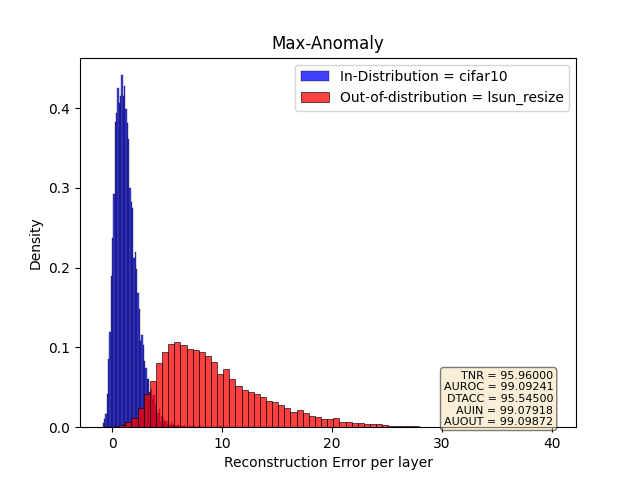 Max-Anomaly
In-Distribution = cifar10
Out-of-distribution = lsun_resize
Density
0.4
0.3
0.2
0.1
0.0
TNR = 95.96000
AUROC = 99.09241
DTACC = 95.54500
AUIN = 99.07918
AUOUT = 99.09872
0
10
20
30
40
Reconstruction Error per layer